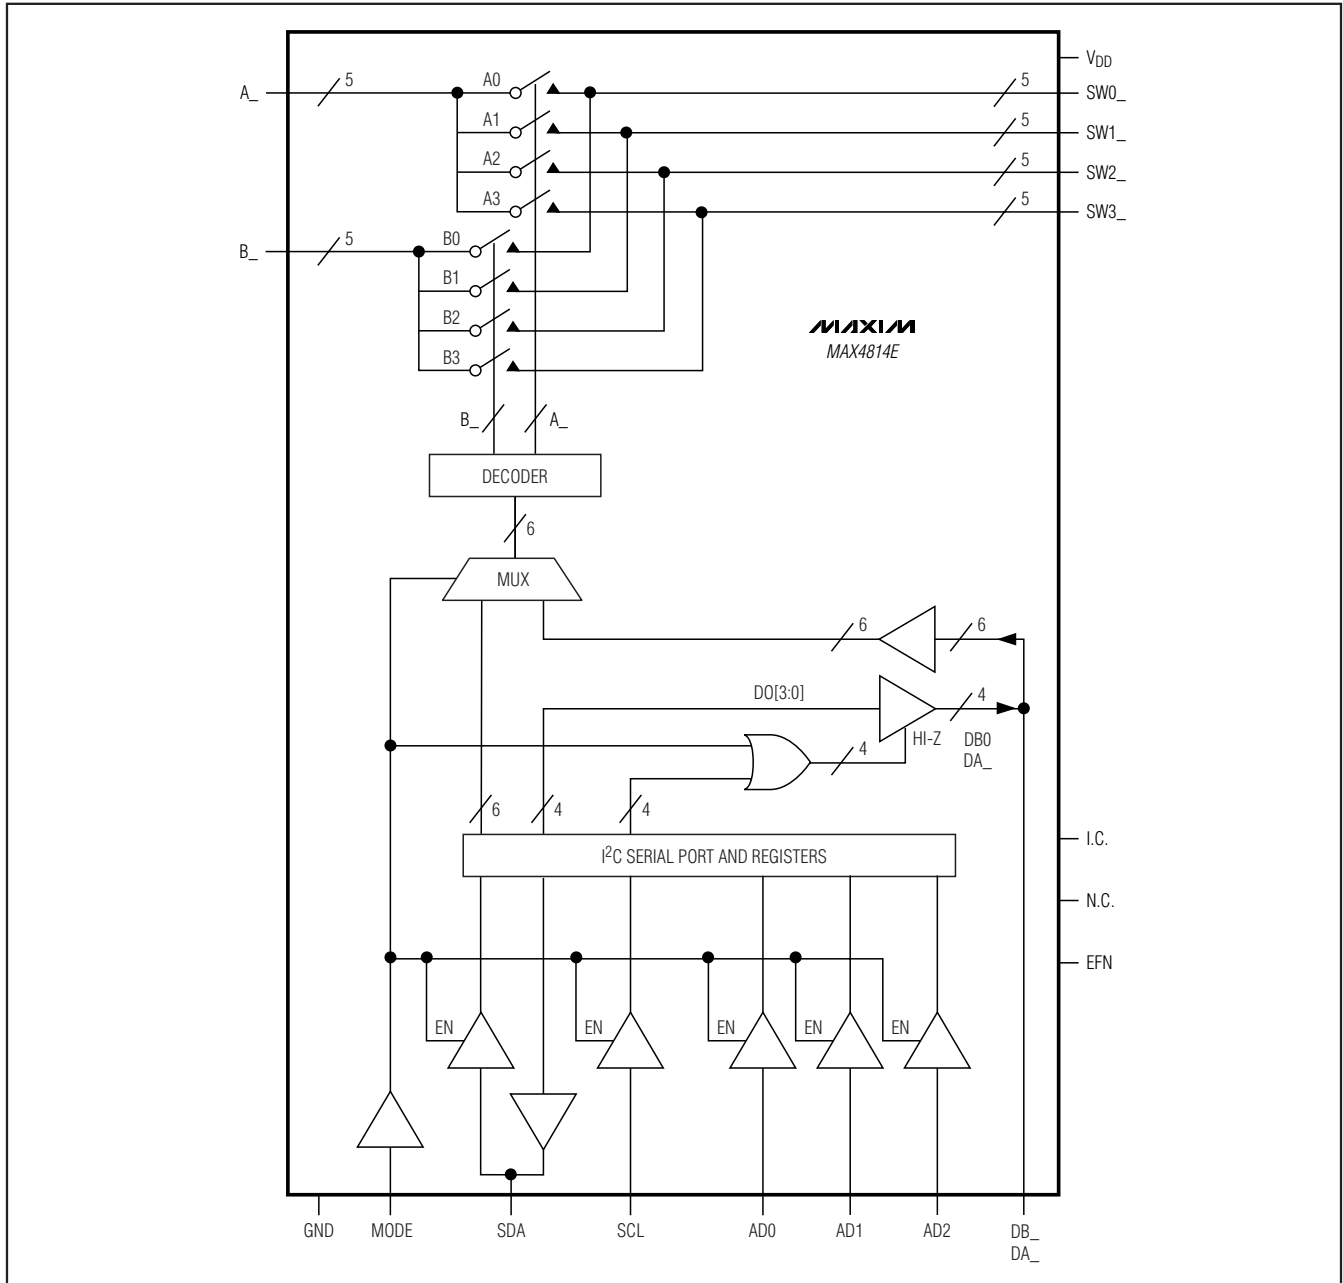 VDD
A_
5
A0
5
SW0_
A1
5
SW1_
A2
5
SW2_
A3
5
SW3_
B_
5
B0
B1
B2
B3
MAXIM
MAX4814E
B_
A_
DECODER
6
MUX
6
6
DO[3:0]
4
HI-Z
DB0
DA_
4
6
4
4
I2C SERIAL PORT AND REGISTERS
I.C.
N.C.
EFN
EN
EN
EN
EN
EN
GND
MODE
SDA
SCL
AD0
AD1
AD2
DB_
DA_